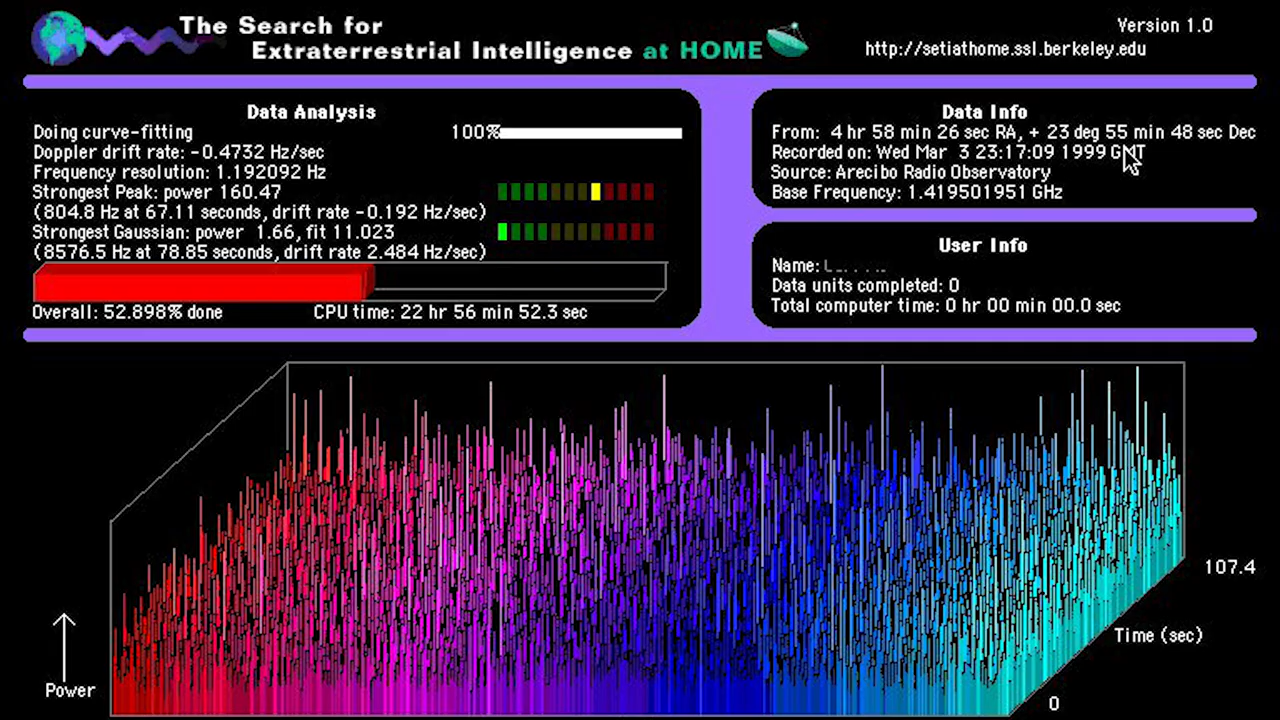 The Search for
Extraterrestrial Intelligence at HOME
Version 1.0
http://setiathome.ssl.berkeley.edu
Data Analysis
Doing curve-fitting 100%
Doppler drift rate: -0.4732 Hz/sec
Frequency resolution: 1.192092 Hz
Strongest Peak: power 160.47
(804.8 Hz at 67.11 seconds, drift rate -0.192 Hz/sec)
Strongest Gaussian: power 1.66, fit 11.023
(8576.5 Hz at 78.85 seconds, drift rate 2.484 Hz/sec)
Overall: 52.898% done CPU time: 22 hr 56 min 52.3 sec
Data Info
From: 4 hr 58 min 26 sec RA, + 23 deg 55 min 48 sec Dec
Recorded on: Wed Mar 3 23:17:09 1999 GMT
Source: Arecibo Radio Observatory
Base Frequency: 1.419501951 GHz
User Info
Name:
Data units completed: 0
Total computer time: 0 hr 00 min 00.0 sec
107.4
Time (sec)
Power
0